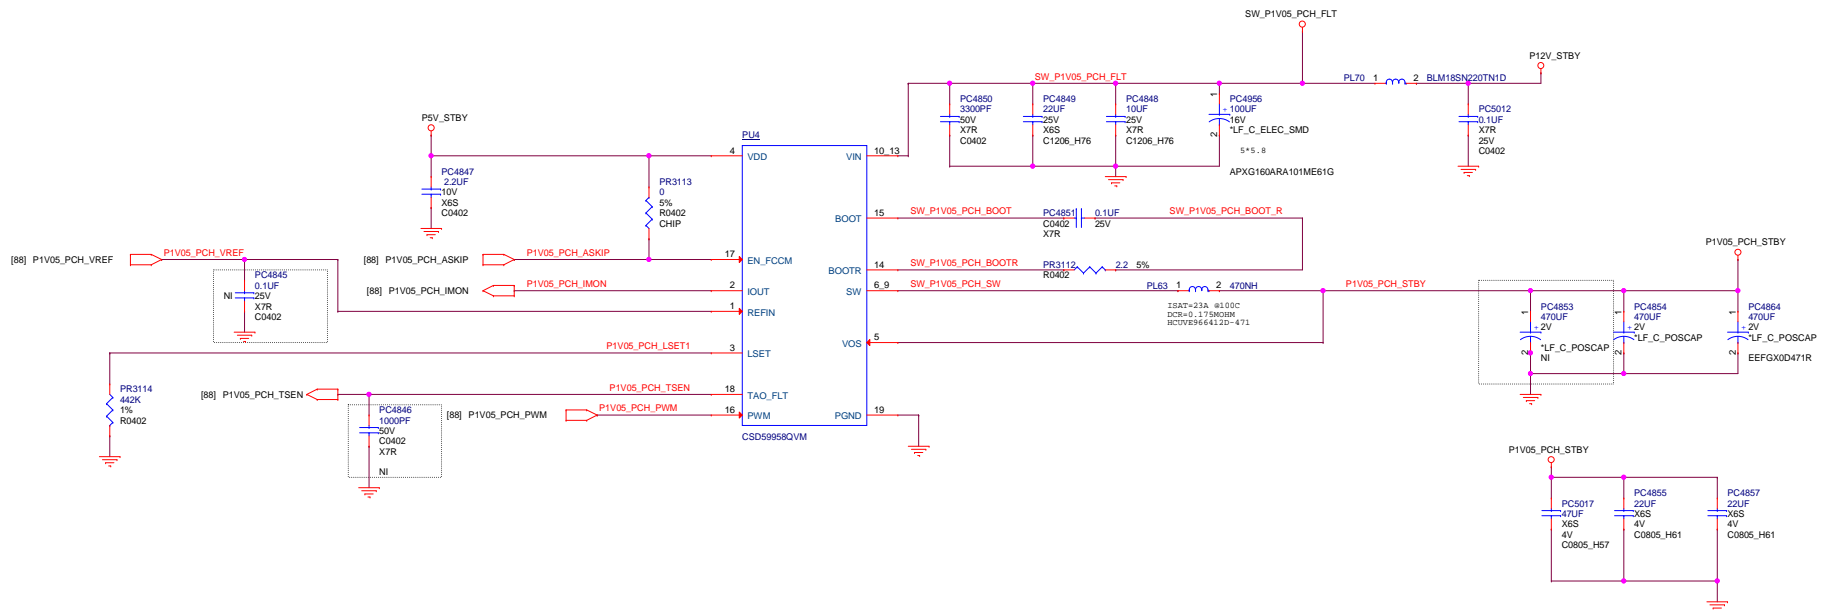 SW_P1V05_PCH_FLT
P12V_STBY
SW_P1V05_PCH_FLT
PL70 1 2 BLM18SN220TN1D
PC4850
3300PF
50V
X7R
C0402
PC4849
22UF
25V
X6S
C1206_H76
PC4848
10UF
25V
X7R
C1206_H76
1
2
+
PC4956
100UF
16V
*LF_C_ELEC_SMD
5*5.8
APXG160ARA101ME61G
PC5012
0.1UF
X7R
25V
C0402
P5V_STBY
PC4847
2.2UF
10V
X6S
C0402
PR3113
0
5%
R0402
CHIP
PU4
4 VDD
VIN 10_13
BOOT 15
17 EN_FCCM
BOOTR 14
2 IOUT
SW 6_9
1 REFIN
VOS 5
3 LSET
18 TAO_FLT
16 PWM
PGND 19
CSD59958QVM
SW_P1V05_PCH_BOOT
PC4851
C0402
X7R
0.1UF
25V
SW_P1V05_PCH_BOOT_R
SW_P1V05_PCH_BOOTR
PR3112
R0402
2.2 5%
SW_P1V05_PCH_SW
PL63 1 2 470NH
ISAT=23A @100C
DCR=0.175MOHM
HCUVE966412D-471
P1V05_PCH_STBY
P1V05_PCH_STBY
[88] P1V05_PCH_VREF
P1V05_PCH_VREF
PC4845
0.1UF
NI
25V
X7R
C0402
[88] P1V05_PCH_ASKIP
P1V05_PCH_ASKIP
[88] P1V05_PCH_IMON
P1V05_PCH_IMON
P1V05_PCH_LSET1
PR3114
442K
1%
R0402
[88] P1V05_PCH_TSEN
P1V05_PCH_TSEN
PC4846
1000PF
50V
C0402
X7R
NI
[88] P1V05_PCH_PWM
P1V05_PCH_PWM
1
2
+
PC4853
470UF
2V
*LF_C_POSCAP
NI
1
2
+
PC4854
470UF
2V
*LF_C_POSCAP
1
2
+
PC4864
470UF
2V
*LF_C_POSCAP
EEFGX0D471R
P1V05_PCH_STBY
PC5017
47UF
X6S
4V
C0805_H57
PC4855
22UF
X6S
4V
C0805_H61
PC4857
22UF
X6S
4V
C0805_H61